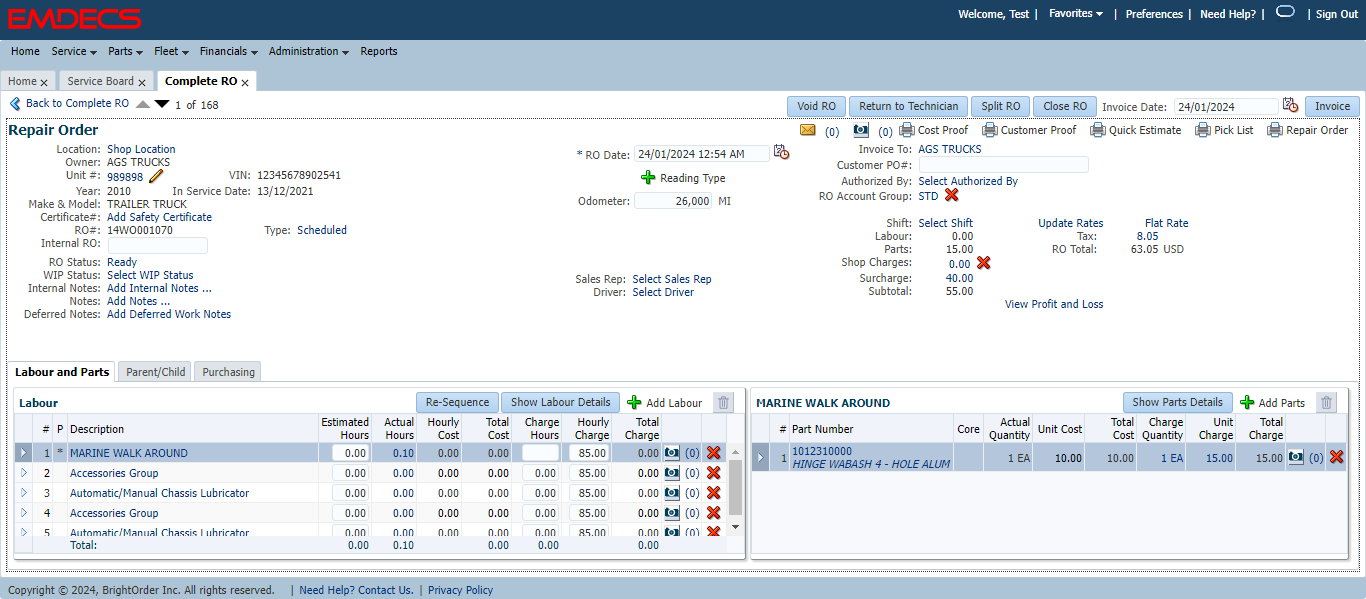 EMDECS
Welcome, Test | Favorites | Preferences | Need Help? | | Sign Out
Home Service Parts Fleet Financials Administration Reports
Home x Service Board x Complete RO x
Back to Complete RO 1 of 168 Void RO Return to Technician Split RO Close RO Invoice Date: 24/01/2024 Invoice
Repair Order (0) (0) Cost Proof Customer Proof Quick Estimate Pick List Repair Order
Location: Shop Location
Owner: AGS TRUCKS
Unit #: 989898 VIN: 12345678902541
Year: 2010 In Service Date: 13/12/2021
Make & Model: TRAILER TRUCK
Certificate#: Add Safety Certificate
RO#: 14WO001070 Type: Scheduled
Internal RO:
RO Status: Ready
WIP Status: Select WIP Status
Internal Notes: Add Internal Notes ...
Notes: Add Notes ...
Deferred Notes: Add Deferred Work Notes
* RO Date: 24/01/2024 12:54 AM
Reading Type
Odometer: 26,000 MI
Sales Rep: Select Sales Rep
Driver: Select Driver
Invoice To: AGS TRUCKS
Customer PO#:
Authorized By: Select Authorized By
RO Account Group: STD
Shift: Select Shift Update Rates Flat Rate
Labour: 0.00 Tax: 8.05
Parts: 15.00 RO Total: 63.05 USD
Shop Charges: 0.00
Surcharge: 40.00
Subtotal: 55.00
View Profit and Loss
Labour and Parts Parent/Child Purchasing
Labour Re-Sequence Show Labour Details Add Labour
# P Description Estimated Hours Actual Hours Hourly Cost Total Cost Charge Hours Hourly Charge Total Charge
1 * MARINE WALK AROUND 0.00 0.10 0.00 0.00 85.00 0.00 (0)
2 Accessories Group 0.00 0.00 0.00 0.00 0.00 85.00 0.00 (0)
3 Automatic/Manual Chassis Lubricator 0.00 0.00 0.00 0.00 0.00 85.00 0.00 (0)
4 Accessories Group 0.00 0.00 0.00 0.00 0.00 85.00 0.00 (0)
5 Automatic/Manual Chassis Lubricator 0.00 0.00 0.00 0.00 0.00 85.00 0.00 (0)
Total: 0.00 0.10 0.00 0.00 0.00
MARINE WALK AROUND Show Parts Details Add Parts
# Part Number Core Actual Quantity Unit Cost Total Cost Charge Quantity Unit Charge Total Charge
1 1012310000 1 EA 10.00 10.00 1 EA 15.00 15.00 (0)
HINGE WABASH 4 - HOLE ALUM
Copyright © 2024, BrightOrder Inc. All rights reserved. | Need Help? Contact Us. | Privacy Policy